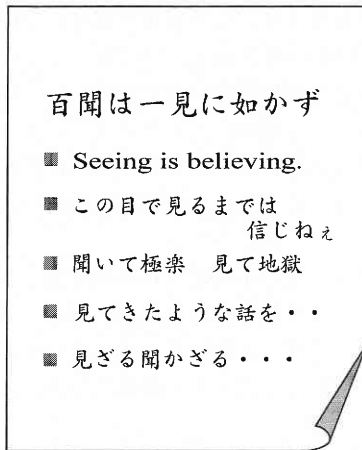 百聞は一見に如かず
Seeing is believing.
この目で見るまでは
信じねぇ
聞いて極楽 見て地獄
見てきたような話を・・
見ざる聞かざる・・・